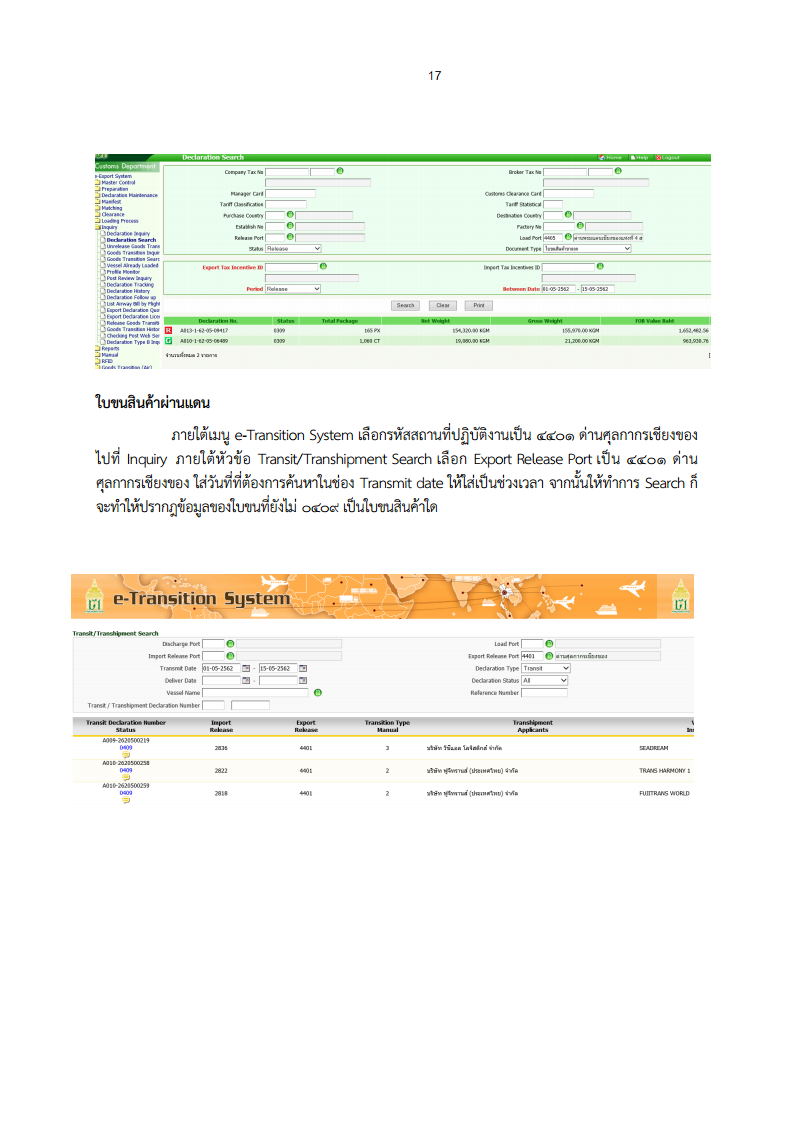 17
Declaration Search
Home Help Logout
Customs Department
e-Export System
Master Control
Preparation
Declaration Maintenance
Manifest
Matching
Clearance
Loading Process
Inquiry
Declaration Inquiry
Declaration Search
Unrelease Goods Trans
Goods Transition Inquir
Goods Transition Searc
Vessel Already Loaded
Profile Monitor
Post Review Inquiry
Declaration Tracking
Declaration History
Declaration Follow up
List Airway Bill by Flight
Export Declaration Quo
Export Declaration Licen
Release Goods Transiti
Goods Transition Histor
Checking Post Web Ser
Declaration Type B Inqu
Reports
Manual
RFID
Goods Transition (Air)
Company Tax No Broker Tax No
Manager Card Customs Clearance Card
Tariff Classification Tariff Statistical
Purchase Country Destination Country
Establish No Factory No
Release Port Load Port 4405
Status Release Document Type ใบขนสินค้าขาออก
Export Tax Incentive ID Import Tax Incentives ID
Period Release Between Date 01-05-2562 - 15-05-2562
Search Clear Print
Declaration No. Status Total Package Net Weight Gross Weight FOB Value Baht
R A013-1-62-05-09417 0309 165 PX 154,320.00 KGM 155,970.00 KGM 1,652,482.56
G A010-1-62-05-06489 0309 1,060 CT 19,080.00 KGM 21,200.00 KGM 963,930.76
จำนวนทั้งหมด 2 รายการ
ใบขนสินค้าผ่านแดน
ภายใต้เมนู e-Transition System เลือกรหัสสถานที่ปฏิบัติงานเป็น ๔๔๐๑ ด่านศุลกากรเชียงของ
ไปที่ Inquiry ภายใต้หัวข้อ Transit/Transhipment Search เลือก Export Release Port เป็น ๔๔๐๑ ด่าน
ศุลกากรเชียงของ ใส่วันที่ที่ต้องการค้นหาในช่อง Transmit date ให้ใส่เป็นช่วงเวลา จากนั้นให้ทำการ Search ก็
จะทำให้ปรากฎข้อมูลของใบขนที่ยังไม่ ๐๔๐๙ เป็นใบขนสินค้าใด
e-Transition System
Transit/Transhipment Search
Discharge Port Load Port
Import Release Port Export Release Port 4401 ด่านศุลกากรเชียงของ
Transmit Date 01-05-2562 - 15-05-2562 Declaration Type Transit
Deliver Date - Declaration Status All
Vessel Name Reference Number
Transit / Transhipment Declaration Number
Transit Declaration Number Import Export Transition Type Transhipment V
Status Release Release Manual Applicants Ins
A009-2620500219
0409 2836 4401 3 บริษัท วีซีแอล โลจิสติกส์ จำกัด SEADREAM
A010-2620500258
0409 2822 4401 2 บริษัท ฟูจิทรานส์ (ประเทศไทย) จำกัด TRANS HARMONY 1
A010-2620500259
0409 2818 4401 2 บริษัท ฟูจิทรานส์ (ประเทศไทย) จำกัด FUJITRANS WORLD